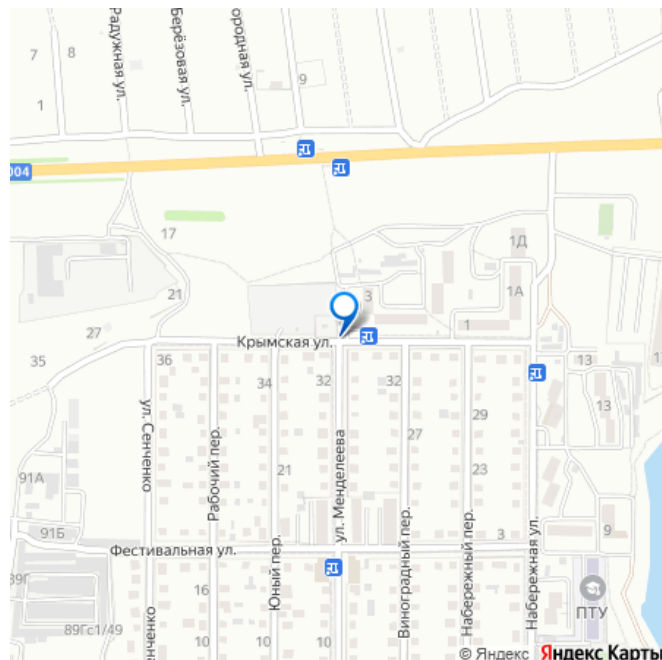 Радужная ул.
Берёзовая ул.
ородная ул.
7
8
9
1
004
17
1Д
21
3
1А
1
27
Крымская ул.
35
36
34
32
32
13
13
29
ул. Сенченко
Рабочий пер.
27
21
ул. Менделеева
23
91А
91Б
Юный пер.
Виноградный пер.
Набережный пер.
Набережная ул.
3
9
Фестивальная ул.
89Г
16
ПТУ
89Гс1/49
нченко
10
10
10
© Яндекс Яндекс Карты